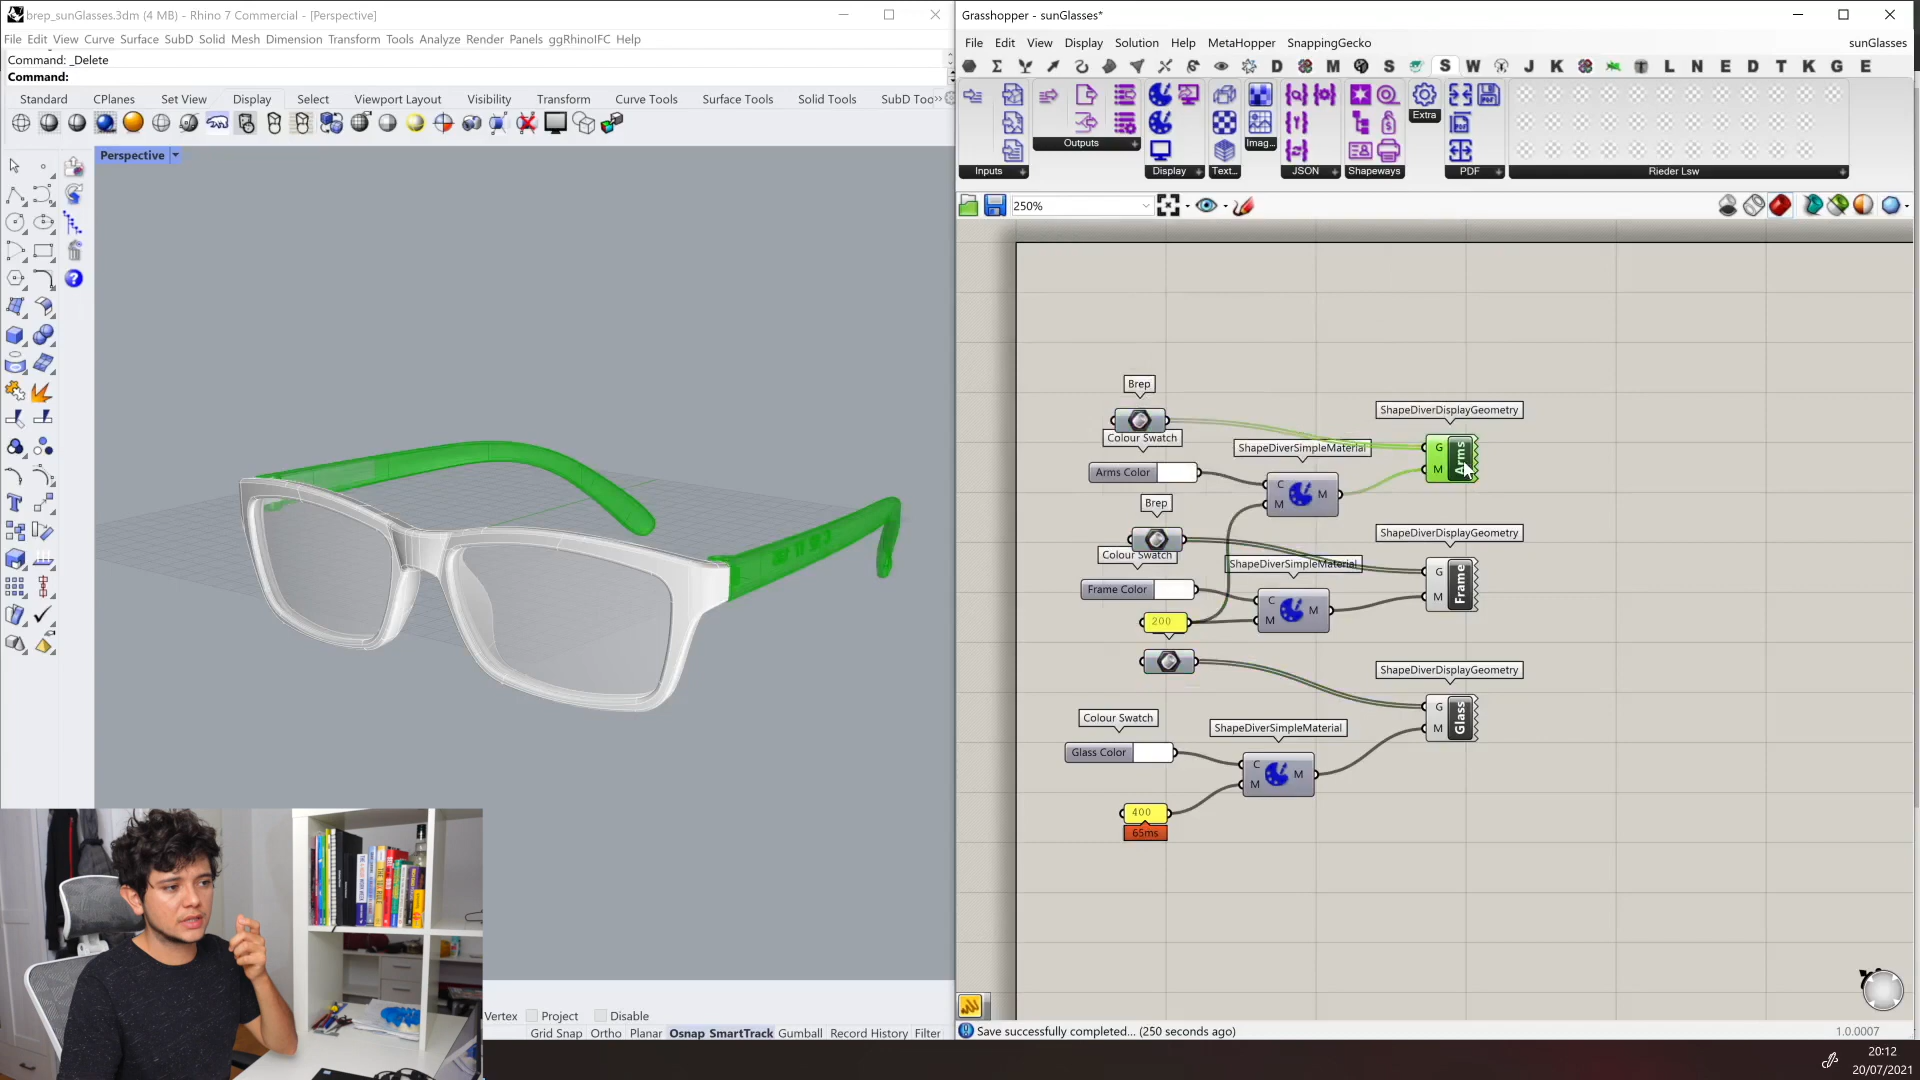 brep_sunGlasses.3dm (4 MB) - Rhino 7 Commercial - [Perspective]
File Edit View Curve Surface SubD Solid Mesh Dimension Transform Tools Analyze Render Panels ggRhinoIFC Help
Command: _Delete
Command:
Standard CPlanes Set View Display Select Viewport Layout Visibility Transform Curve Tools Surface Tools Solid Tools SubD Too»
Perspective
Vertex Project Disable
Grid Snap Ortho Planar Osnap SmartTrack Gumball Record History Filter
Grasshopper - sunGlasses*
File Edit View Display Solution Help MetaHopper SnappingGecko sunGlasses
D M S S W J K L N E D T K G E
Extra
Outputs Imag...
Inputs Display Text... JSON Shapeways PDF Rieder Lsw
250%
Brep
ShapeDiverDisplayGeometry
Colour Swatch
ShapeDiverSimpleMaterial
G
M
Arms
Arms Color
C
M
M
Brep
ShapeDiverDisplayGeometry
Colour Swatch
ShapeDiverSimpleMaterial
G
M
Frame
Frame Color
C
M
M
200
ShapeDiverDisplayGeometry
G
M
Glass
Colour Swatch
ShapeDiverSimpleMaterial
Glass Color
C
M
M
400
65ms
Save successfully completed... (250 seconds ago)
1.0.0007
20:12
20/07/2021